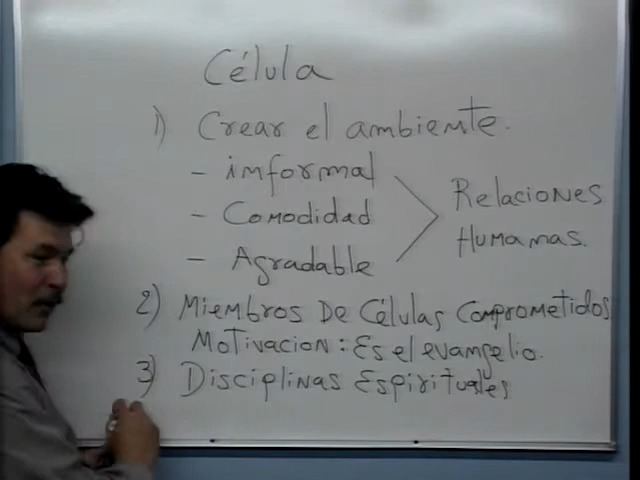 Célula
1) Crear el ambiente.
- informal
- Comodidad
- Agradable
Relaciones
Humanas.
2) Miembros De Células Comprometidos
Motivacion: Es el evangelio.
3) Disciplinas Espirituales